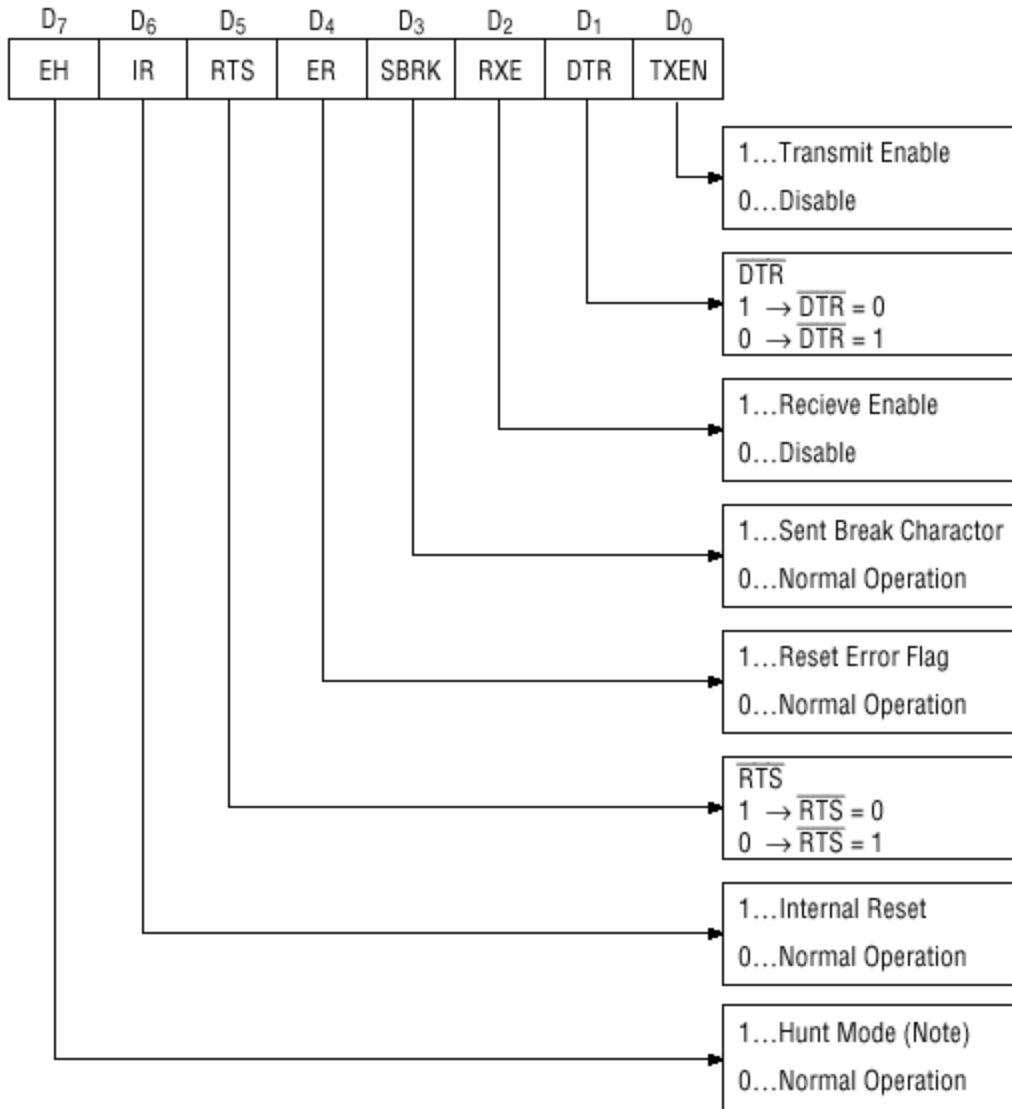 D7 D6 D5 D4 D3 D2 D1 D0
EH IR RTS ER SBRK RXE DTR TXEN
1...Transmit Enable
0...Disable
DTR
1 → DTR = 0
0 → DTR = 1
1...Recieve Enable
0...Disable
1...Sent Break Charactor
0...Normal Operation
1...Reset Error Flag
0...Normal Operation
RTS
1 → RTS = 0
0 → RTS = 1
1...Internal Reset
0...Normal Operation
1...Hunt Mode (Note)
0...Normal Operation